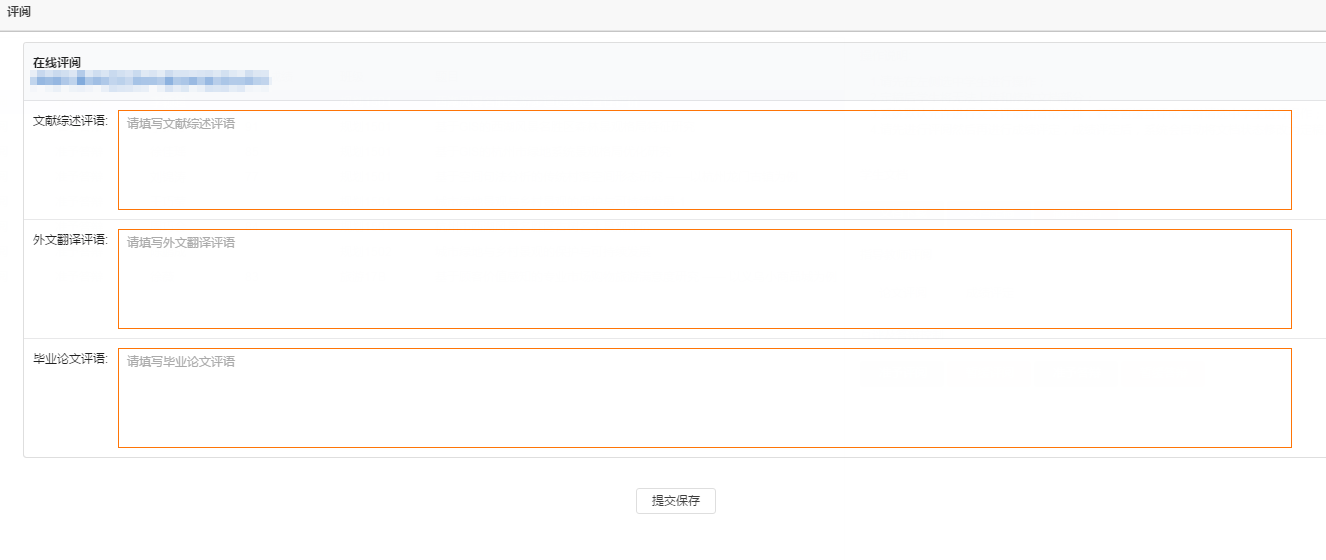 评阅
在线评阅
文献综述评语:
请填写文献综述评语
外文翻译评语:
请填写外文翻译评语
毕业论文评语:
请填写毕业论文评语
提交保存